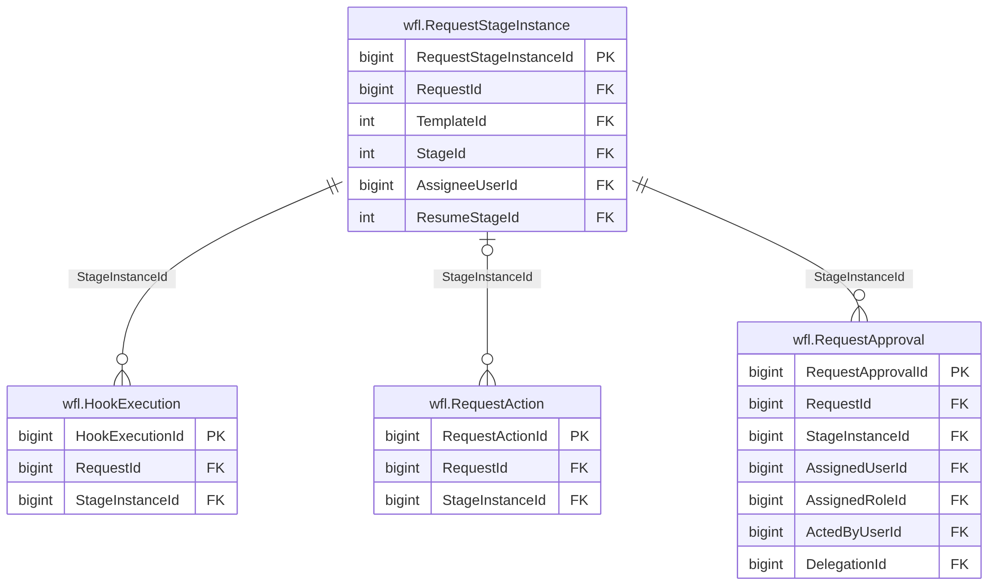 wfl.RequestStageInstance
bigint RequestStageInstanceId PK
bigint RequestId FK
int TemplateId FK
int StageId FK
bigint AssigneeUserId FK
int ResumeStageId FK
StageInstanceId
StageInstanceId
StageInstanceId
wfl.HookExecution
bigint HookExecutionId PK
bigint RequestId FK
bigint StageInstanceId FK
wfl.RequestAction
bigint RequestActionId PK
bigint RequestId FK
bigint StageInstanceId FK
wfl.RequestApproval
bigint RequestApprovalId PK
bigint RequestId FK
bigint StageInstanceId FK
bigint AssignedUserId FK
bigint AssignedRoleId FK
bigint ActedByUserId FK
bigint DelegationId FK